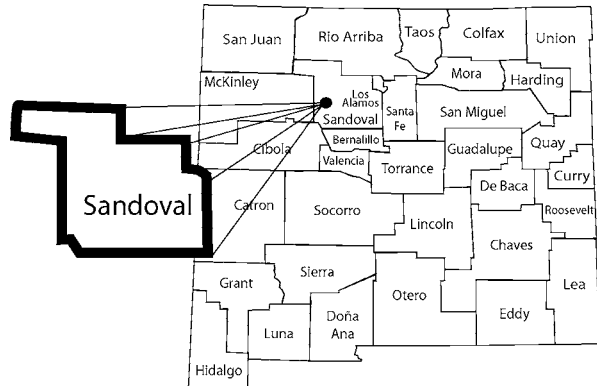 San Juan
Rio Arriba
Taos
Colfax
Union
McKinley
Mora
Harding
Los
Alamos
Sandoval
Santa
Fe
San Miguel
Bernalillo
Cibola
Valencia
Torrance
Guadalupe
Quay
Curry
De Baca
Sandoval
Catron
Socorro
Lincoln
Roosevelt
Chaves
Grant
Sierra
Otero
Lea
Luna
Doña
Ana
Eddy
Hidalgo